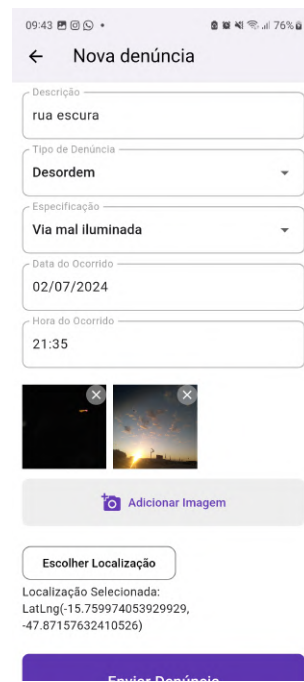 09:43 76%
Nova denúncia
Descrição
rua escura
Tipo de Denúncia
Desordem
Especificação
Via mal iluminada
Data do Ocorrido
02/07/2024
Hora do Ocorrido
21:35
Adicionar Imagem
Escolher Localização
Localização Selecionada:
LatLng(-15.759974053929929,
-47.87157632410526)
Enviar Denúncia